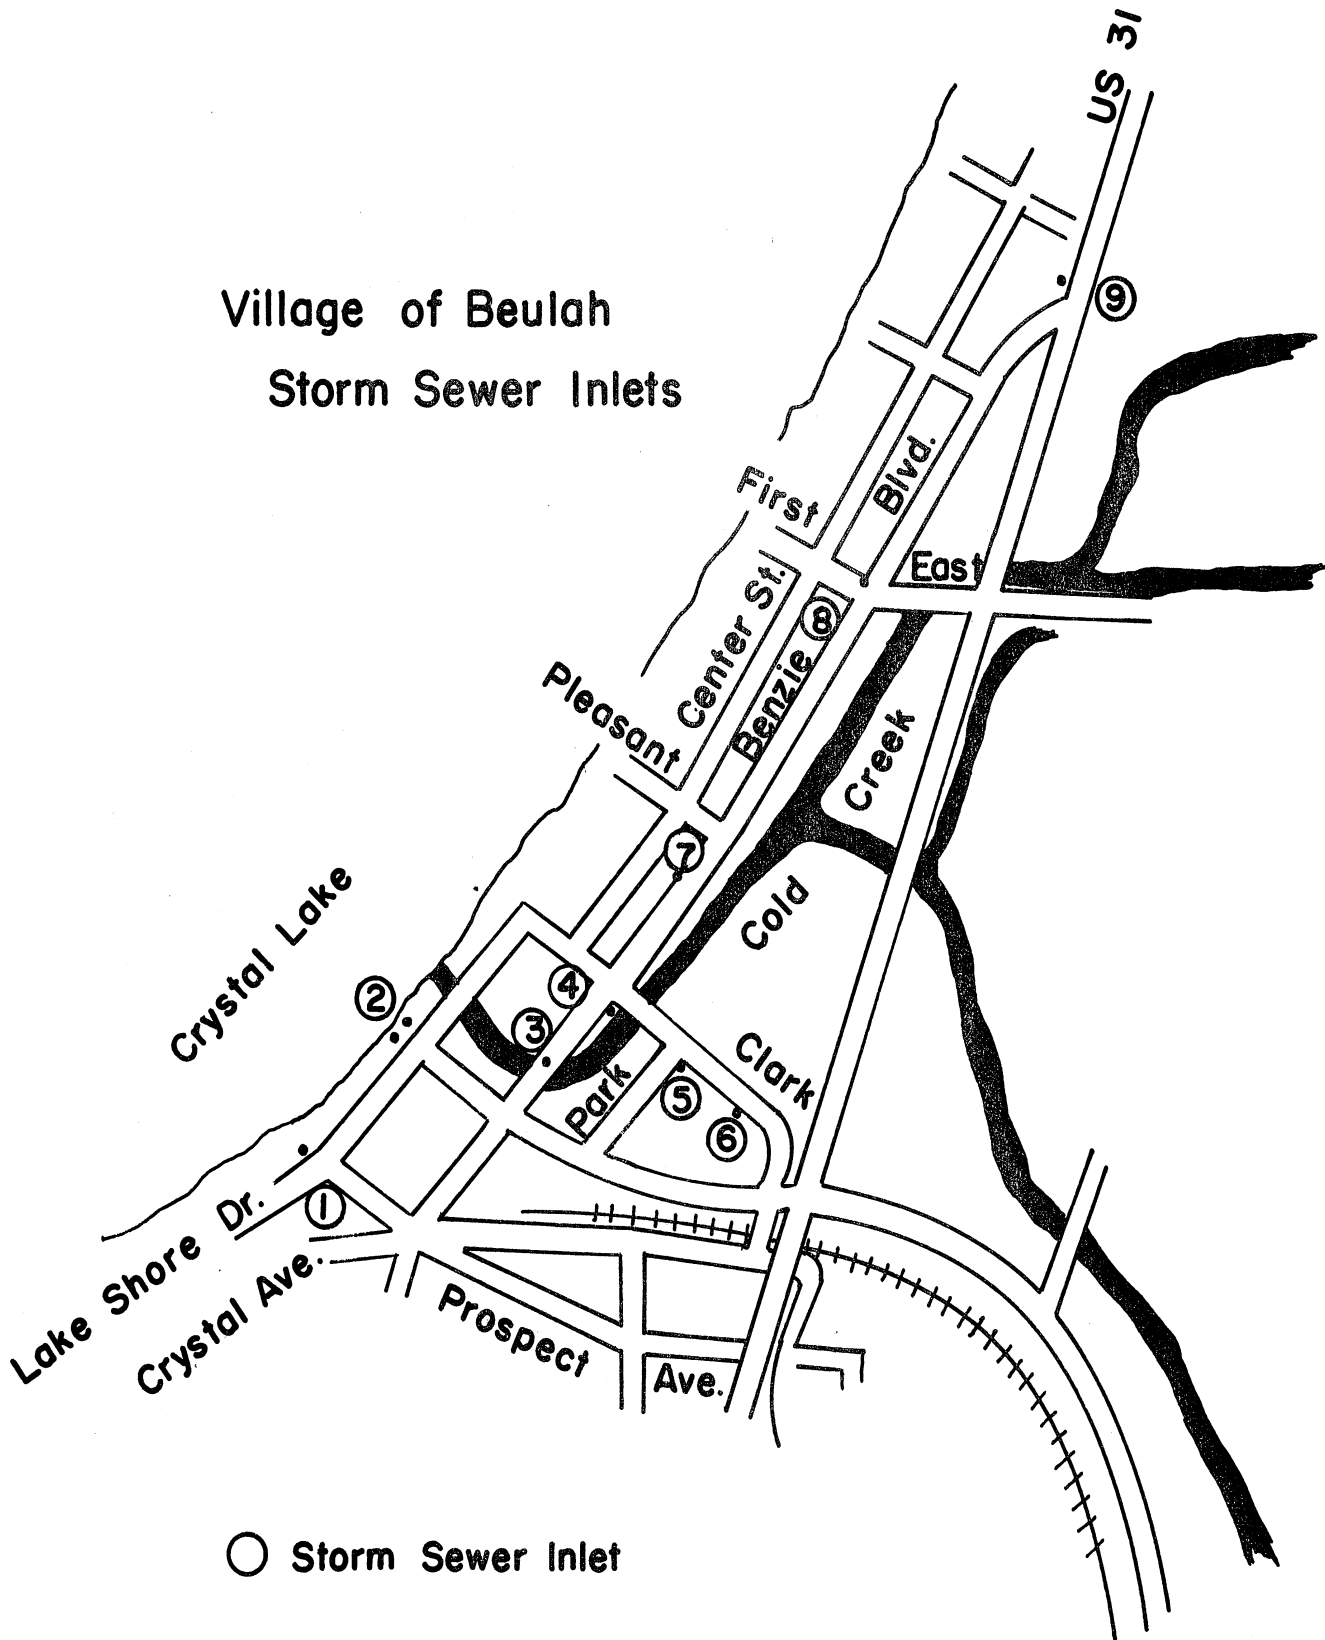 US 31
Village of Beulah
Storm Sewer Inlets
9
Blvd.
First
East
Center St.
8
Benzie
Pleasant
Creek
7
Cold
Crystal Lake
2
4
3
Clark
Park
5
6
1
Lake Shore Dr.
Crystal Ave.
Prospect
Ave.
Storm Sewer Inlet